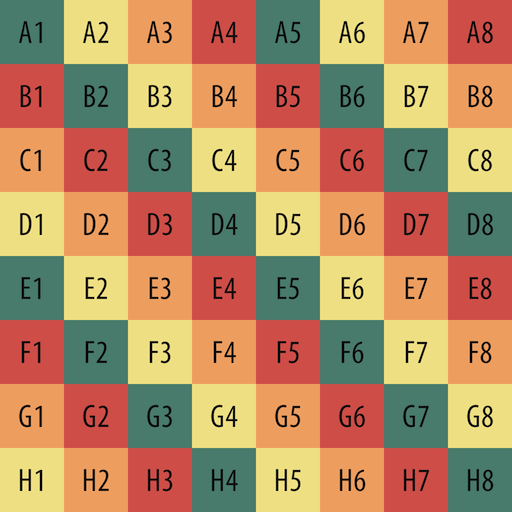 A1 A2 A3 A4 A5 A6 A7 A8
B1 B2 B3 B4 B5 B6 B7 B8
C1 C2 C3 C4 C5 C6 C7 C8
D1 D2 D3 D4 D5 D6 D7 D8
E1 E2 E3 E4 E5 E6 E7 E8
F1 F2 F3 F4 F5 F6 F7 F8
G1 G2 G3 G4 G5 G6 G7 G8
H1 H2 H3 H4 H5 H6 H7 H8